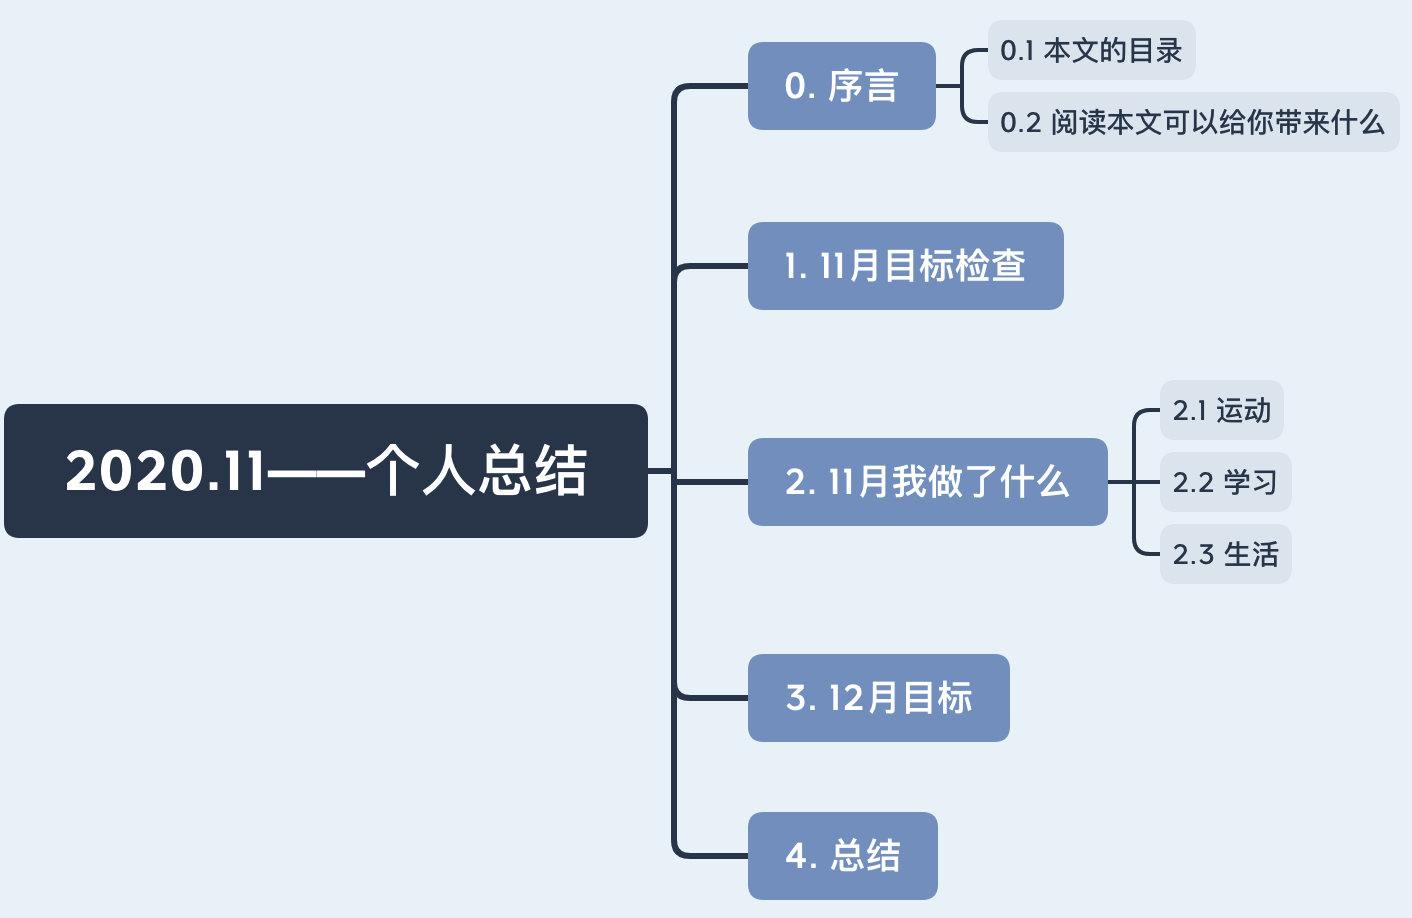 2020.11——个人总结
0. 序言
0.1 本文的目录
0.2 阅读本文可以给你带来什么
1. 11月目标检查
2. 11月我做了什么
2.1 运动
2.2 学习
2.3 生活
3. 12月目标
4. 总结